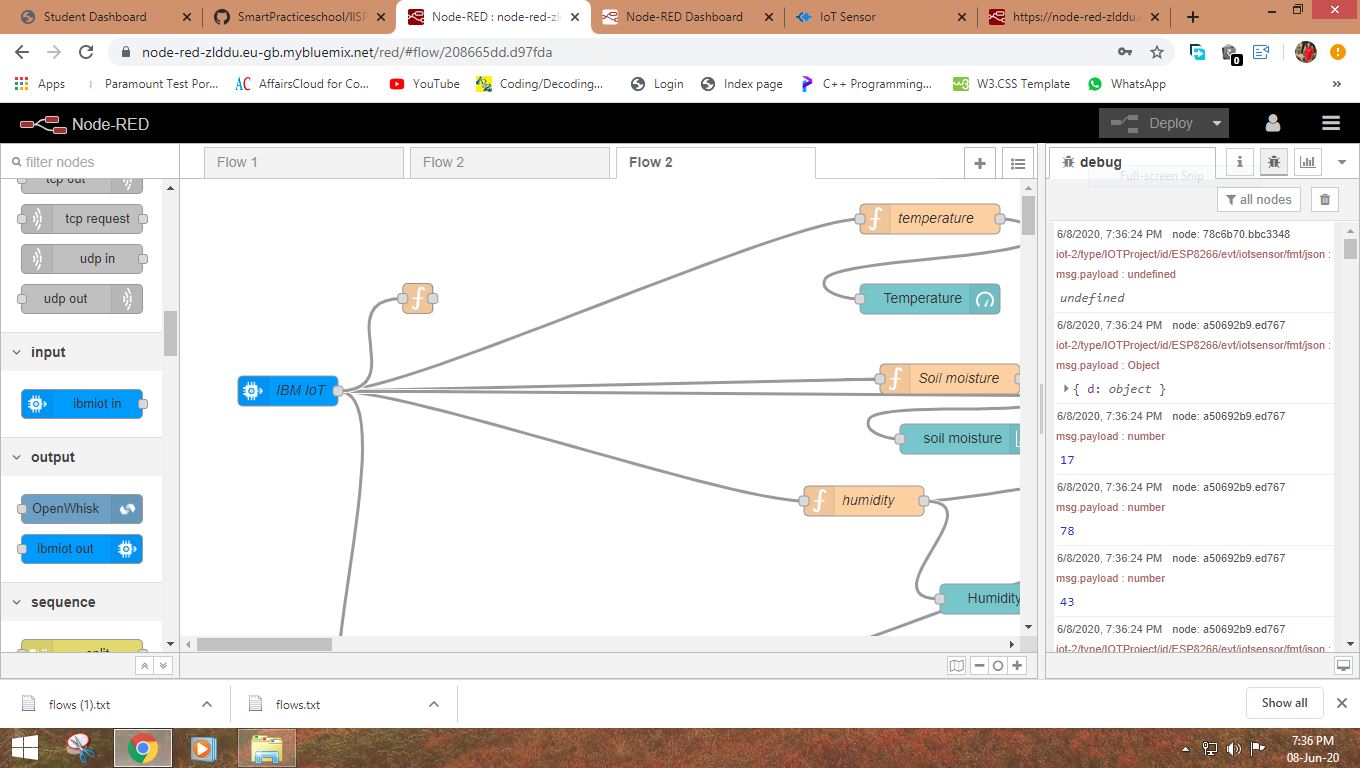 Student Dashboard
SmartPracticeschool/IISP
Node-RED : node-red-zl
Node-RED Dashboard
IoT Sensor
https://node-red-zlddu.e
node-red-zlddu.eu-gb.mybluemix.net/red/#flow/208665dd.d97fda
0
Apps
Paramount Test Por...
AC AffairsCloud for Co...
YouTube
Coding/Decoding...
Login
Index page
C++ Programming,...
W3.CSS Template
WhatsApp
»
Node-RED
Deploy
filter nodes
Flow 1
Flow 2
Flow 2
debug
Full-screen Snip
all nodes
tcp out
tcp request
udp in
udp out
input
ibmiot in
output
OpenWhisk
ibmiot out
sequence
split
temperature
Temperature
IBM IoT
Soil moisture
soil moisture
humidity
Humidity
6/8/2020, 7:36:24 PM node: 78c6b70.bbc3348
iot-2/type/IOTProject/id/ESP8266/evt/iotsensor/fmt/json :
msg.payload : undefined
undefined
6/8/2020, 7:36:24 PM node: a50692b9.ed767
iot-2/type/IOTProject/id/ESP8266/evt/iotsensor/fmt/json :
msg.payload : Object
{ d: object }
6/8/2020, 7:36:24 PM node: a50692b9.ed767
msg.payload : number
17
6/8/2020, 7:36:24 PM node: a50692b9.ed767
msg.payload : number
78
6/8/2020, 7:36:24 PM node: a50692b9.ed767
msg.payload : number
43
6/8/2020, 7:36:24 PM node: a50692b9.ed767
iot-2/type/IOTProject/id/ESP8266/evt/iotsensor/fmt/json :
flows (1).txt
flows.txt
Show all
7:36 PM
08-Jun-20